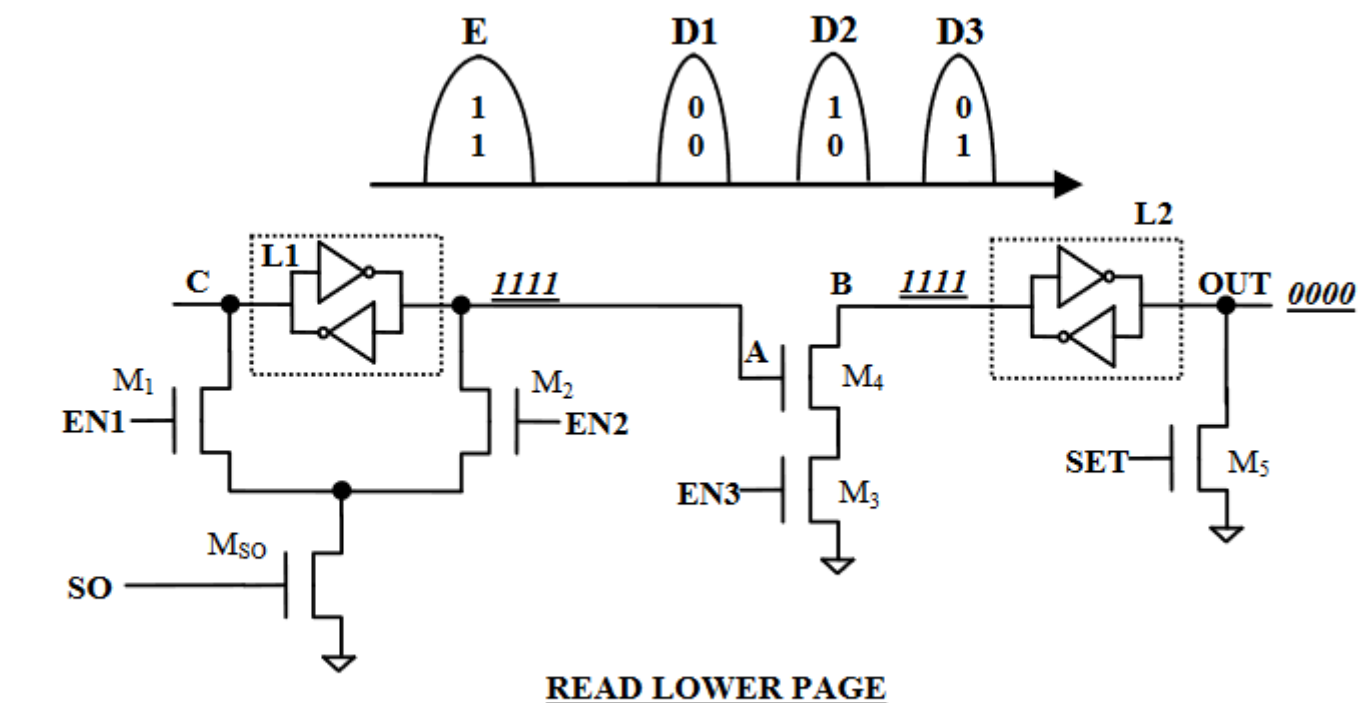 E D1 D2 D3
1 0 1 0
1 0 0 1
L2
L1
C 1111 B 1111 OUT 0000
A
M1 M2 M4
EN1 EN2 SET M5
EN3 M3
MSO
SO
READ LOWER PAGE